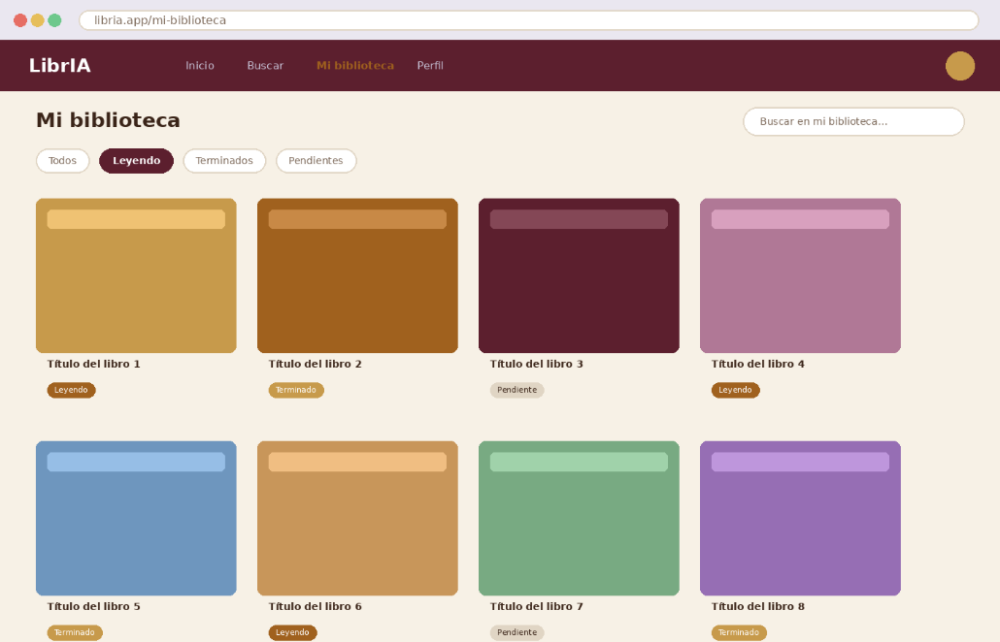 libria.app/mi-biblioteca
LibrIA Inicio Buscar Mi biblioteca Perfil
Mi biblioteca Buscar en mi biblioteca...
Todos Leyendo Terminados Pendientes
Título del libro 1 Título del libro 2 Título del libro 3 Título del libro 4
Leyendo Terminado Pendiente Leyendo
Título del libro 5 Título del libro 6 Título del libro 7 Título del libro 8
Terminado Leyendo Pendiente Terminado